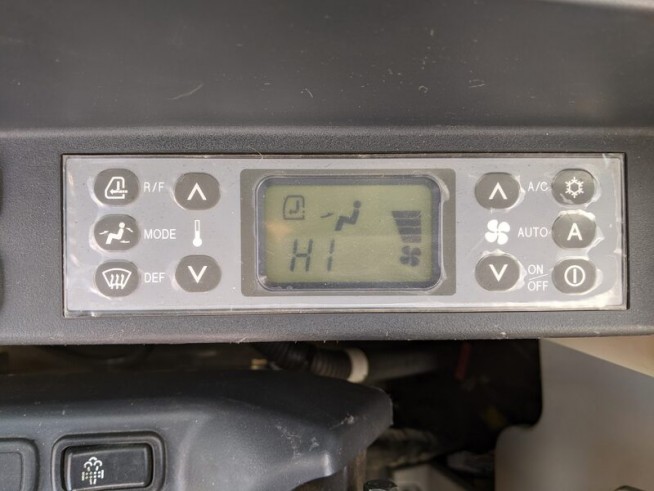 R/F
A/C
MODE
AUTO
A
HI
DEF
ON
OFF